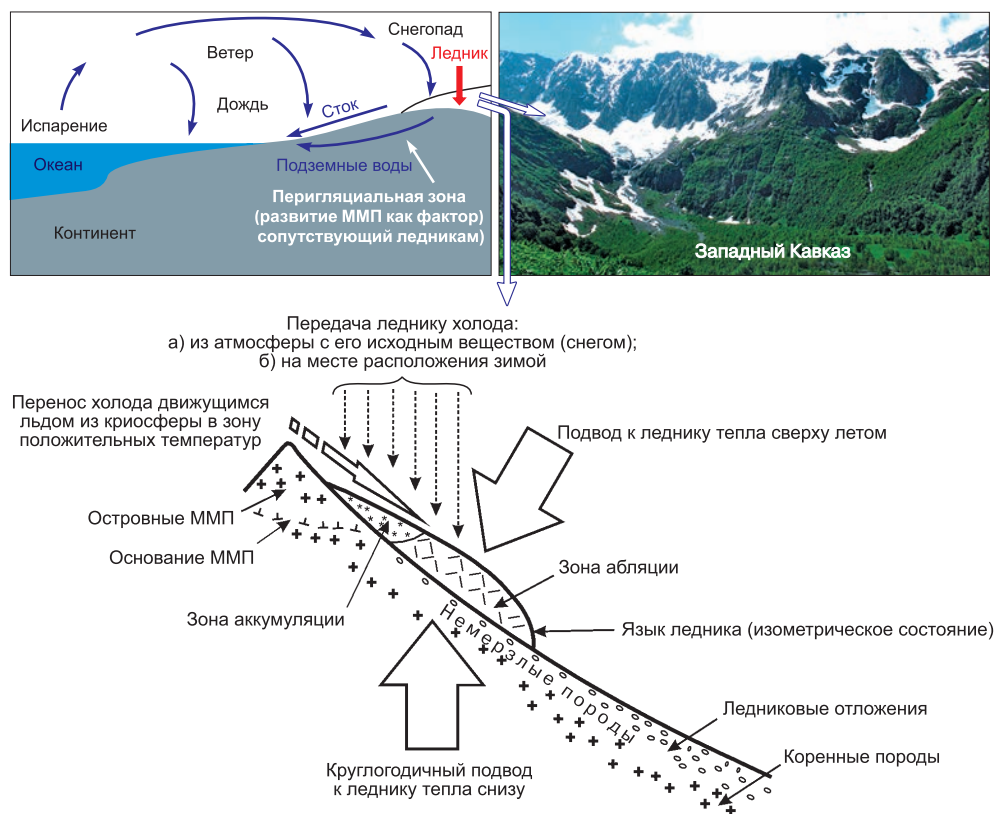 Снегопад
Ветер
Ледник
Дождь
Сток
Испарение
Океан
Подземные воды
Перигляциальная зона
(развитие ММП как фактор)
сопутствующий ледникам)
Континент
Западный Кавказ
Передача леднику холода:
а) из атмосферы с его исходным веществом (снегом);
б) на месте расположения зимой
Перенос холода движущимся
льдом из криосферы в зону
положительных температур
Подвод к леднику тепла сверху летом
Островные ММП
Основание ММП
Зона абляции
Зона аккумуляции
Язык ледника (изометрическое состояние)
Немерзлые породы
Ледниковые отложения
Коренные породы
Круглогодичный подвод
к леднику тепла снизу